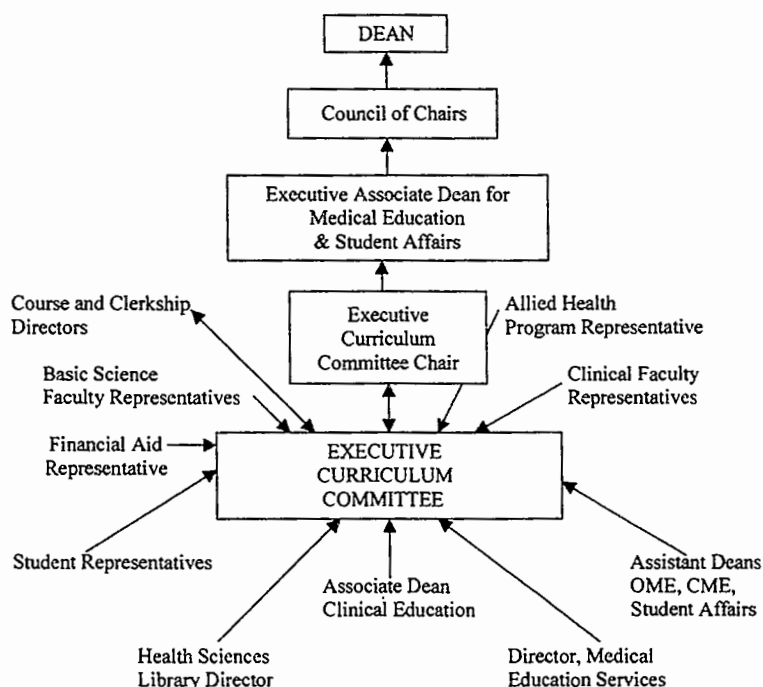 DEAN
Council of Chairs
Executive Associate Dean for
Medical Education
& Student Affairs
Executive
Curriculum
Committee Chair
Course and Clerkship
Directors
Allied Health
Program Representative
Basic Science
Faculty Representatives
Clinical Faculty
Representatives
Financial Aid
Representative
EXECUTIVE
CURRICULUM
COMMITTEE
Student Representatives
Associate Dean
Clinical Education
Assistant Deans
OME, CME,
Student Affairs
Health Sciences
Library Director
Director, Medical
Education Services